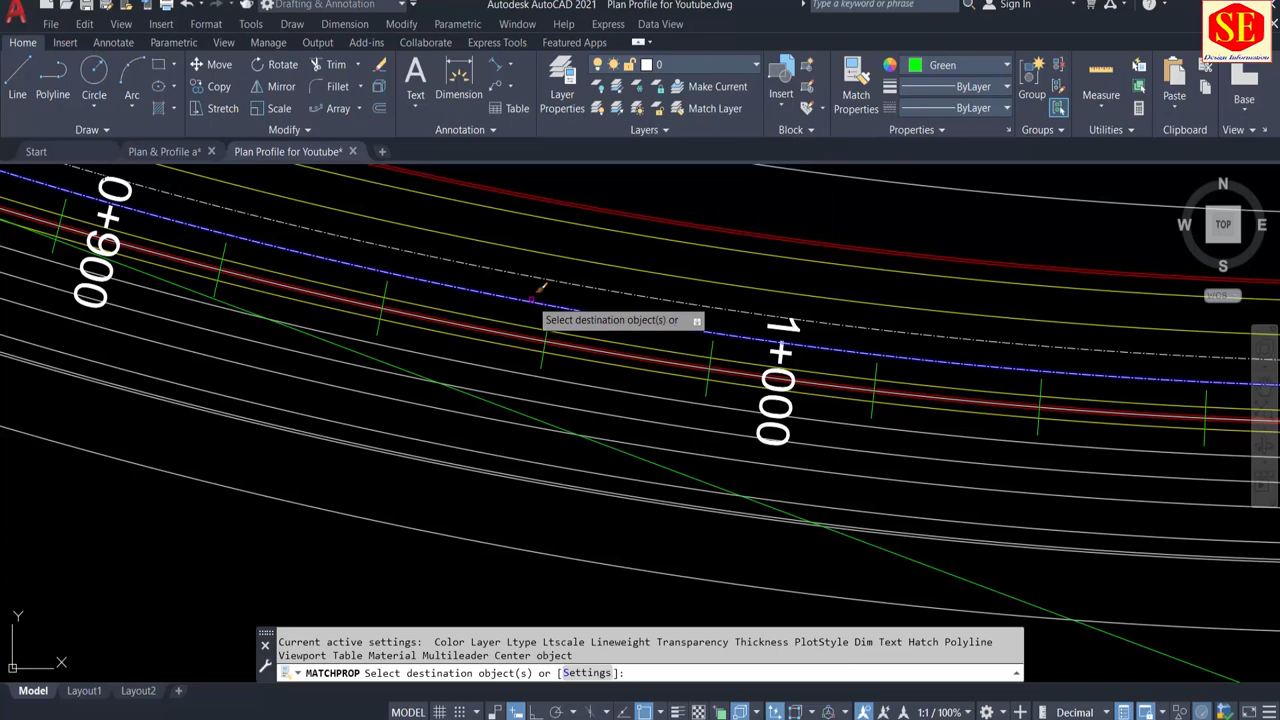 Drafting & Annotation
Autodesk AutoCAD 2021 Plan Profile for Youtube.dwg
Type a keyword or phrase
Sign In
SE
Design Information
File Edit View Insert Format Tools Draw Dimension Modify Parametric Window Help Express Data View
Home Insert Annotate Parametric View Manage Output Add-ins Collaborate Express Tools Featured Apps
Line
Polyline
Circle
Arc
Draw
Move Rotate Trim
Copy Mirror Fillet
Stretch Scale Array
Modify
Text
Dimension
Table
Annotation
Layer
Properties
0
Make Current
Match Layer
Layers
Insert
Block
Match
Properties
Green
ByLayer
ByLayer
Properties
Group
Groups
Measure
Utilities
Paste
Clipboard
Base
View
Start Plan & Profile a* Plan Profile for Youtube*
N
W TOP E
S
WCS
0+900
Select destination object(s) or
1+000
Y
X
Current active settings: Color Layer Ltype Ltscale Lineweight Transparency Thickness PlotStyle Dim Text Hatch Polyline
Viewport Table Material Multileader Center object
MATCHPROP Select destination object(s) or [Settings]:
Model Layout1 Layout2
MODEL 1:1 / 100% Decimal